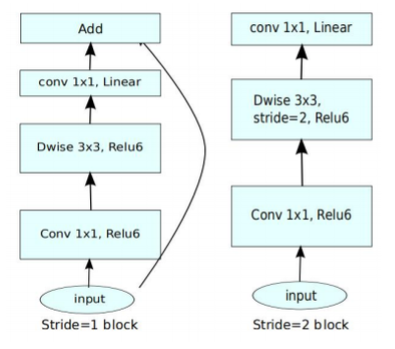 Add
conv 1x1, Linear
Dwise 3x3, Relu6
Conv 1x1, Relu6
input
Stride=1 block
conv 1x1, Linear
Dwise 3x3,
stride=2, Relu6
Conv 1x1, Relu6
input
Stride=2 block